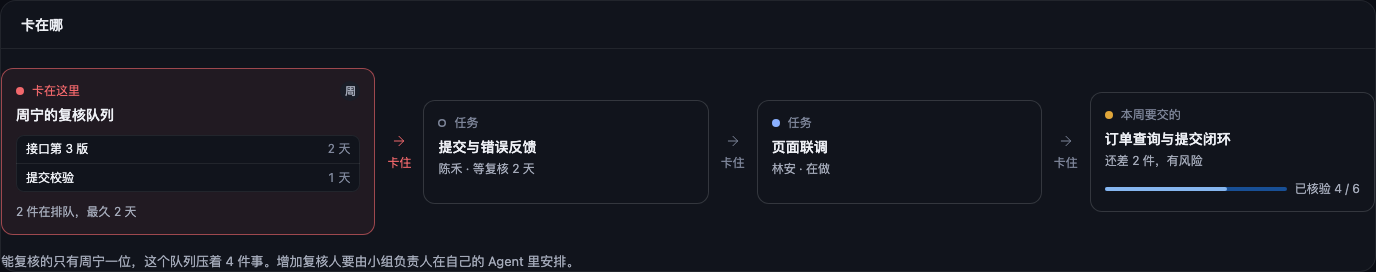 卡在哪
卡在这里
周
周宁的复核队列
接口第 3 版 2 天
提交校验 1 天
2 件在排队，最久 2 天
→
卡住
任务
提交与错误反馈
陈禾 · 等复核 2 天
→
卡住
任务
页面联调
林安 · 在做
→
卡住
本周要交的
订单查询与提交闭环
还差 2 件，有风险
已核验 4 / 6
能复核的只有周宁一位，这个队列压着 4 件事。增加复核人要由小组负责人在自己的 Agent 里安排。